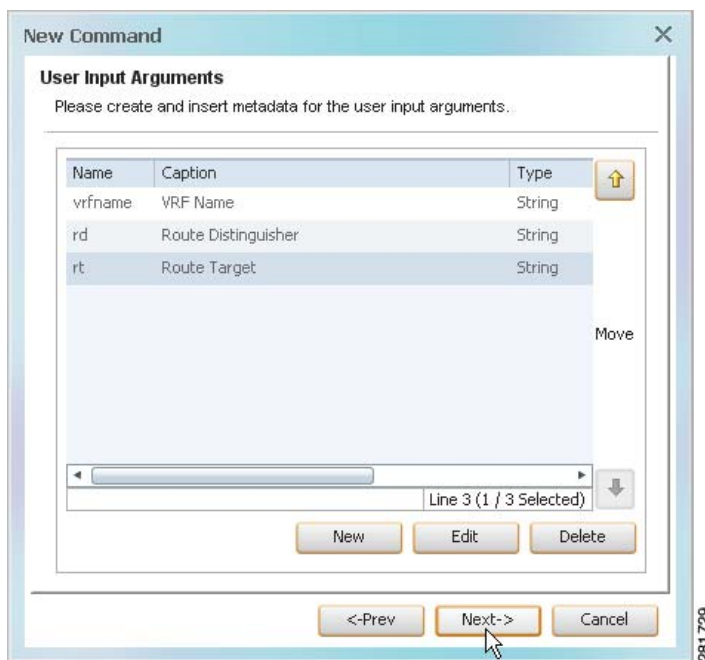 New Command
User Input Arguments
Please create and insert metadata for the user input arguments.
Name Caption Type
vrfname VRF Name String
rd Route Distinguisher String
rt Route Target String
Move
Line 3 (1 / 3 Selected)
New Edit Delete
<-Prev Next-> Cancel
281729